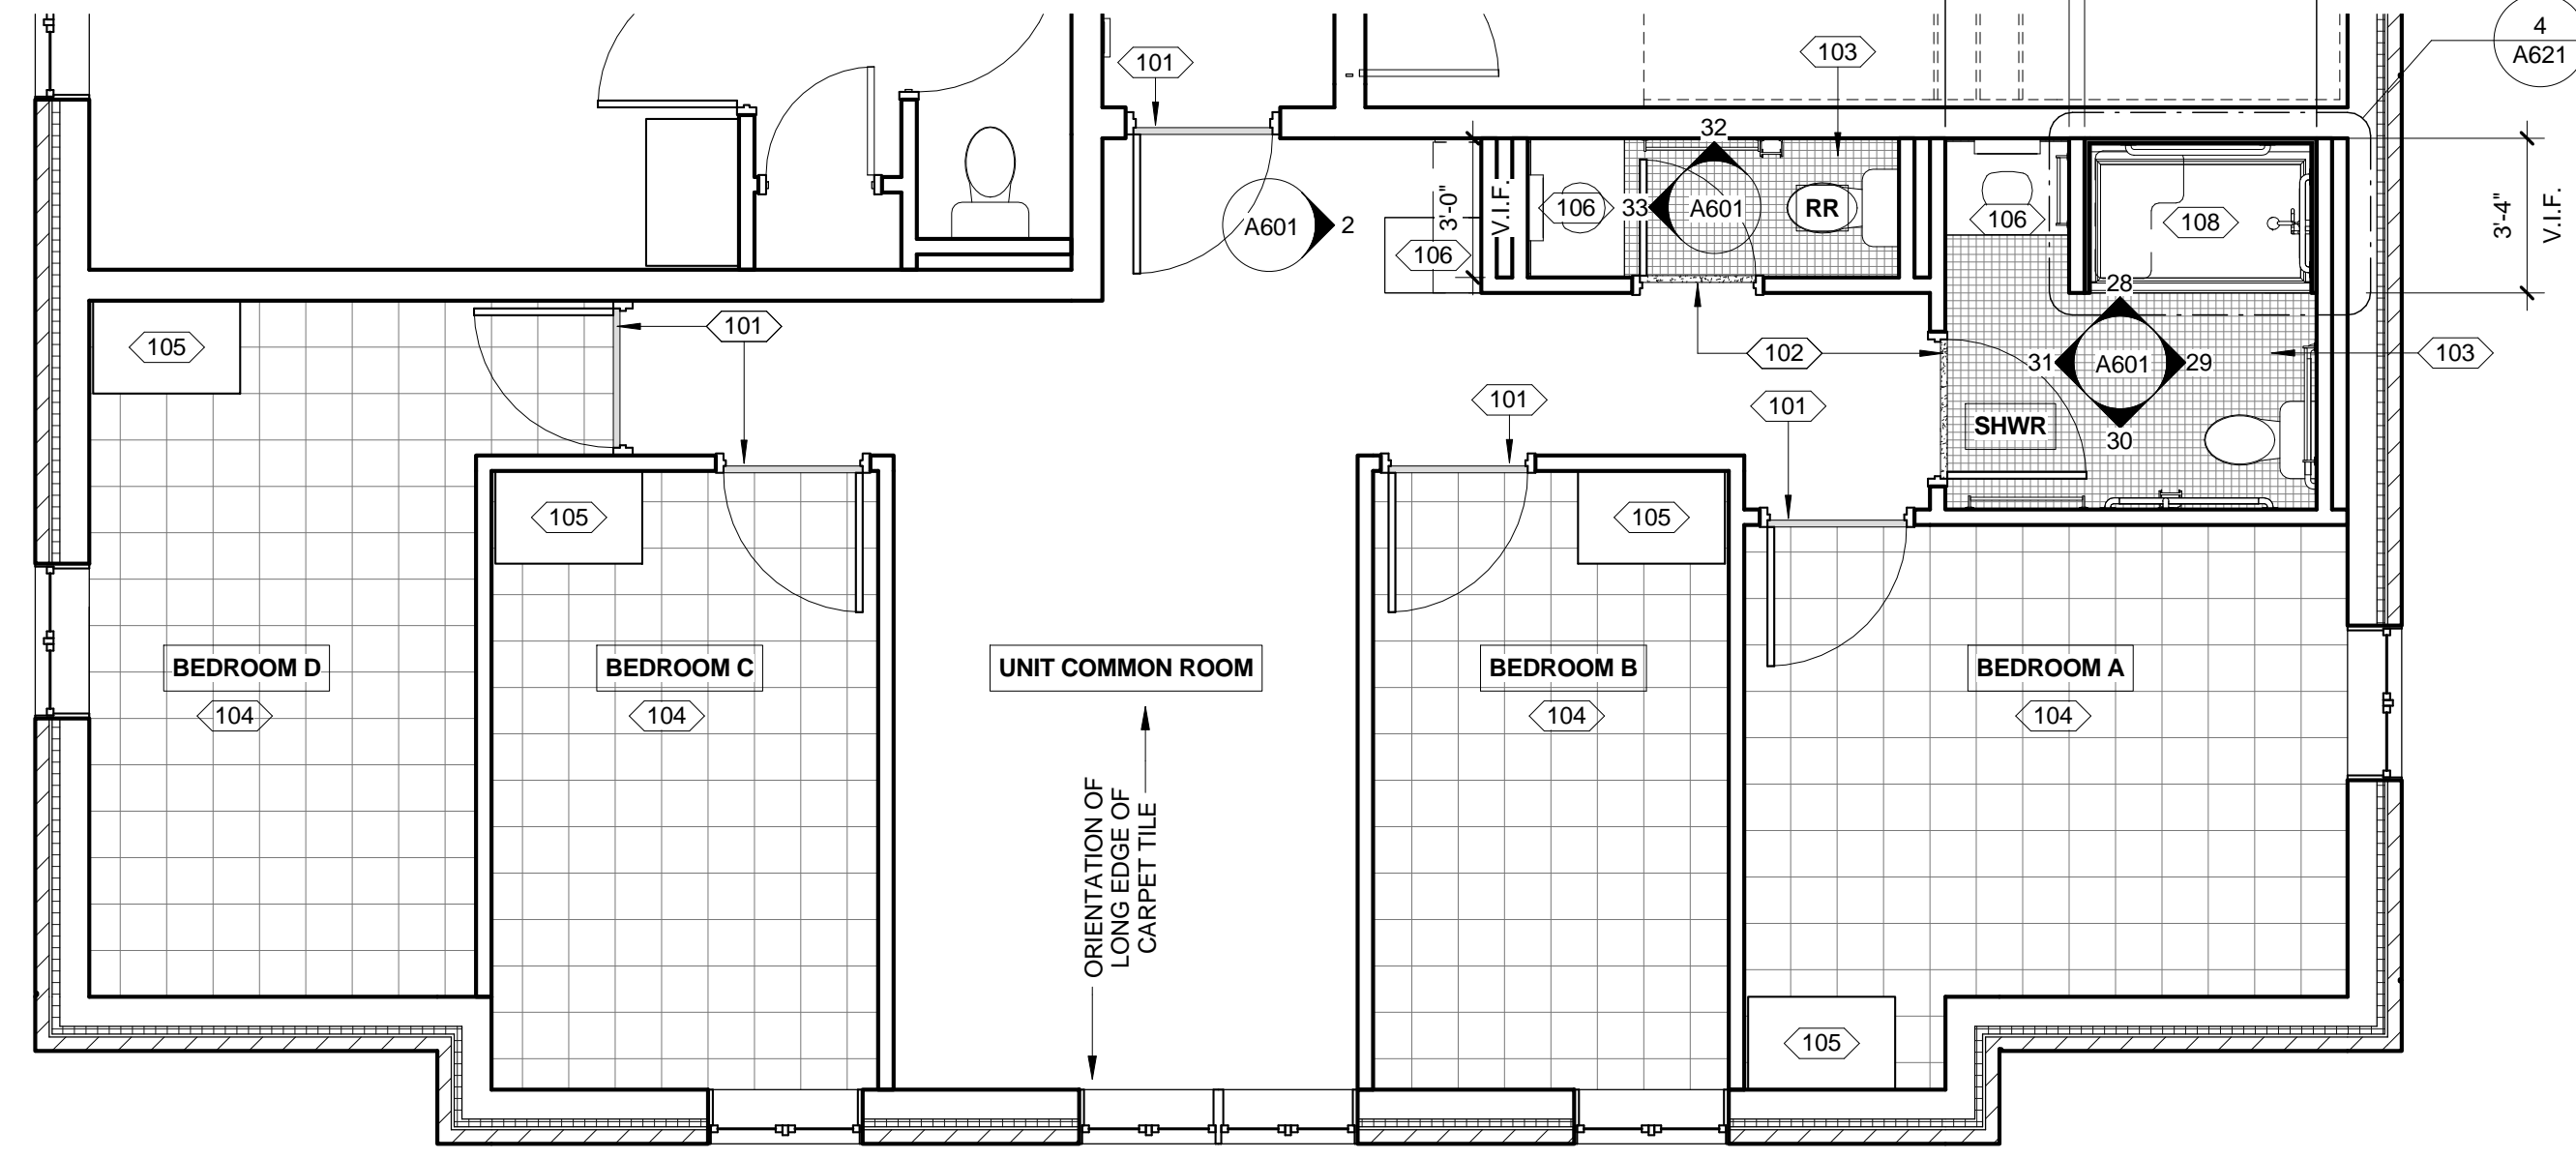 4
A621
101
103
32
3'-0"
V.I.F.
106
33
A601
RR
106
108
3'-4"
V.I.F.
A601
2
106
28
105
101
102
31
A601
29
103
101
101
SHWR
30
105
105
BEDROOM D
104
BEDROOM C
104
UNIT COMMON ROOM
BEDROOM B
104
BEDROOM A
104
ORIENTATION OF
LONG EDGE OF
CARPET TILE
105